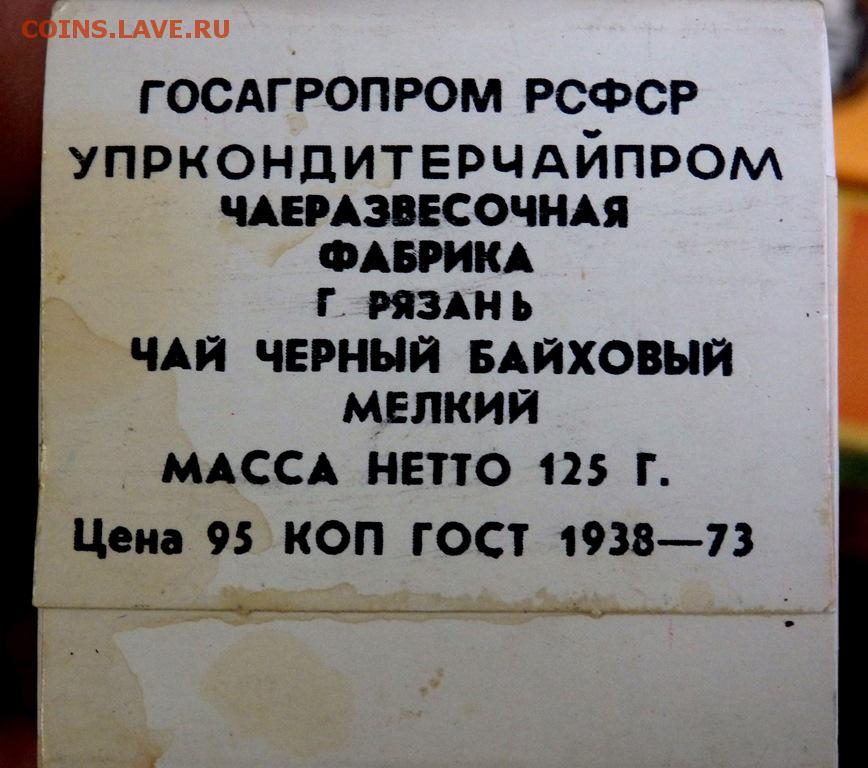 COINS.LAVE.RU
ГОСАГРОПРОМ РСФСР
УПРКОНДИТЕРЧАЙПРОМ
ЧАЕРАЗВЕСОЧНАЯ
ФАБРИКА
Г РЯЗАНЬ
ЧАЙ ЧЕРНЫЙ БАЙХОВЫЙ
МЕЛКИЙ
МАССА НЕТТО 125 Г.
Цена 95 КОП ГОСТ 1938—73